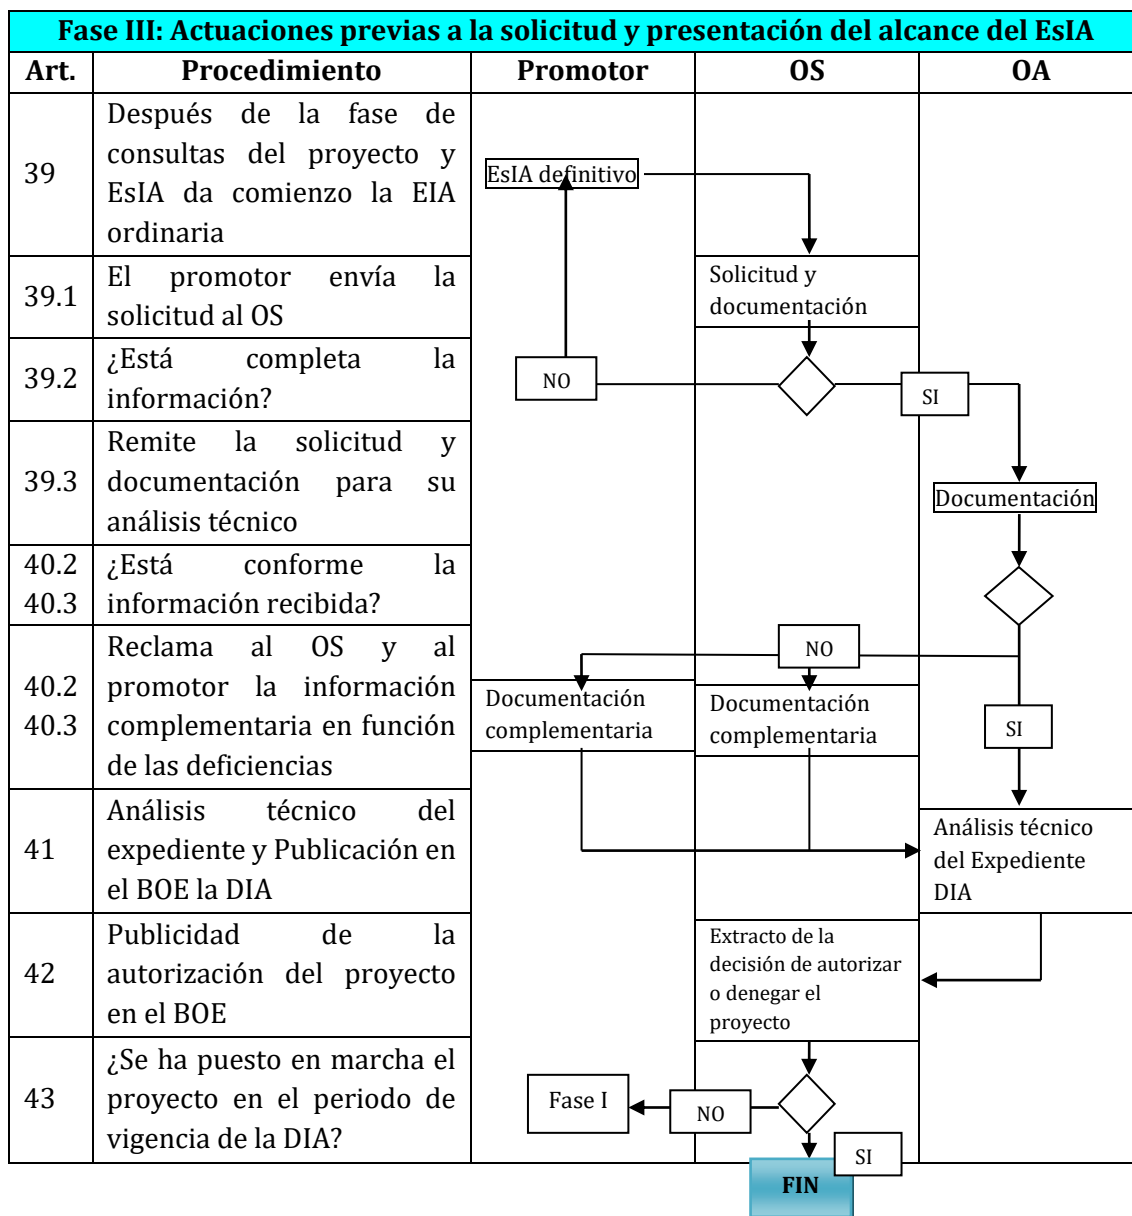 Fase III: Actuaciones previas a la solicitud y presentación del alcance del EsIA
Art. Procedimiento Promotor OS OA
39
Después de la fase de
consultas del proyecto y
EsIA da comienzo la EIA
ordinaria
EsIA definitivo
39.1
El promotor envía la
solicitud al OS
Solicitud y
documentación
39.2
¿Está completa la
información?
NO
SI
39.3
Remite la solicitud y
documentación para su
análisis técnico
Documentación
40.2
40.3
¿Está conforme la
información recibida?
40.2
40.3
Reclama al OS y al
promotor la información
complementaria en función
de las deficiencias
NO
Documentación
complementaria
Documentación
complementaria
SI
41
Análisis técnico del
expediente y Publicación en
el BOE la DIA
Análisis técnico
del Expediente
DIA
42
Publicidad de la
autorización del proyecto
en el BOE
Extracto de la
decisión de autorizar
o denegar el
proyecto
43
¿Se ha puesto en marcha el
proyecto en el periodo de
vigencia de la DIA?
Fase I
NO
SI
FIN